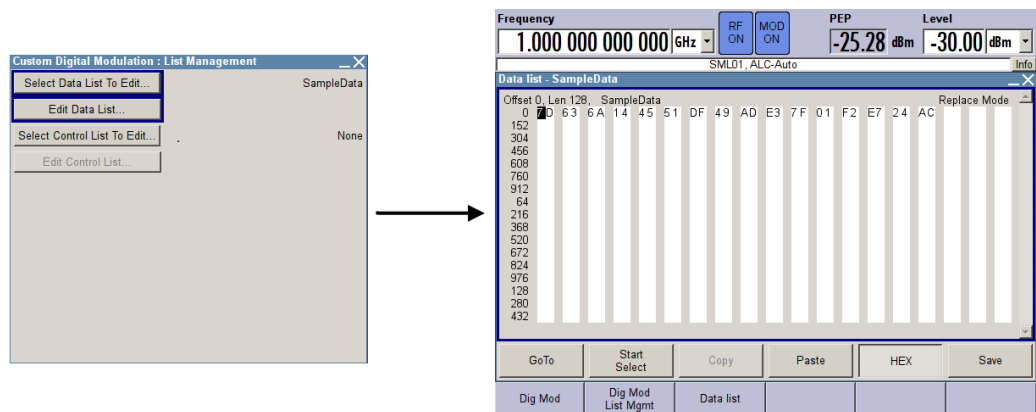 Custom Digital Modulation : List Management
Select Data List To Edit... SampleData
Edit Data List...
Select Control List To Edit... . None
Edit Control List...
Frequency PEP Level
1.000 000 000 000 GHz RF ON MOD ON -25.28 dBm -30.00 dBm
SML01, ALC-Auto Info
Data list - SampleData
Offset 0, Len 128, SampleData Replace Mode
0 7D 63 6A 14 45 51 DF 49 AD E3 7F 01 F2 E7 24 AC
152
304
456
608
760
912
64
216
368
520
672
824
976
128
280
432
GoTo Start Select Copy Paste HEX Save
Dig Mod Dig Mod List Mgmt Data list